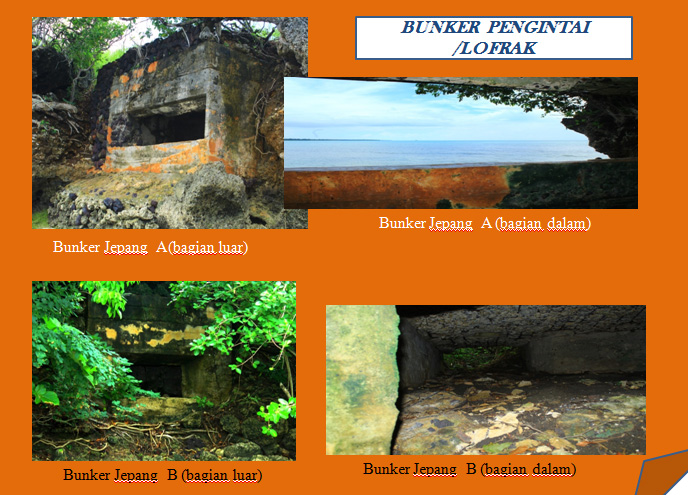 BUNKER PENGINTAI
/LOFRAK
Bunker Jepang A (bagian dalam)
Bunker Jepang A (bagian luar)
Bunker Jepang B (bagian luar)
Bunker Jepang B (bagian dalam)